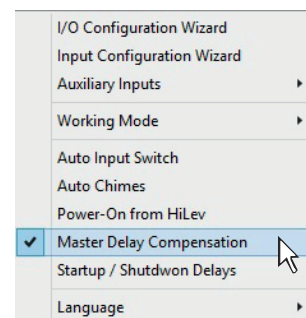 I/O Configuration Wizard
Input Configuration Wizard
Auxiliary Inputs
Working Mode
Auto Input Switch
Auto Chimes
Power-On from HiLev
Master Delay Compensation
Startup / Shutdwon Delays
Language